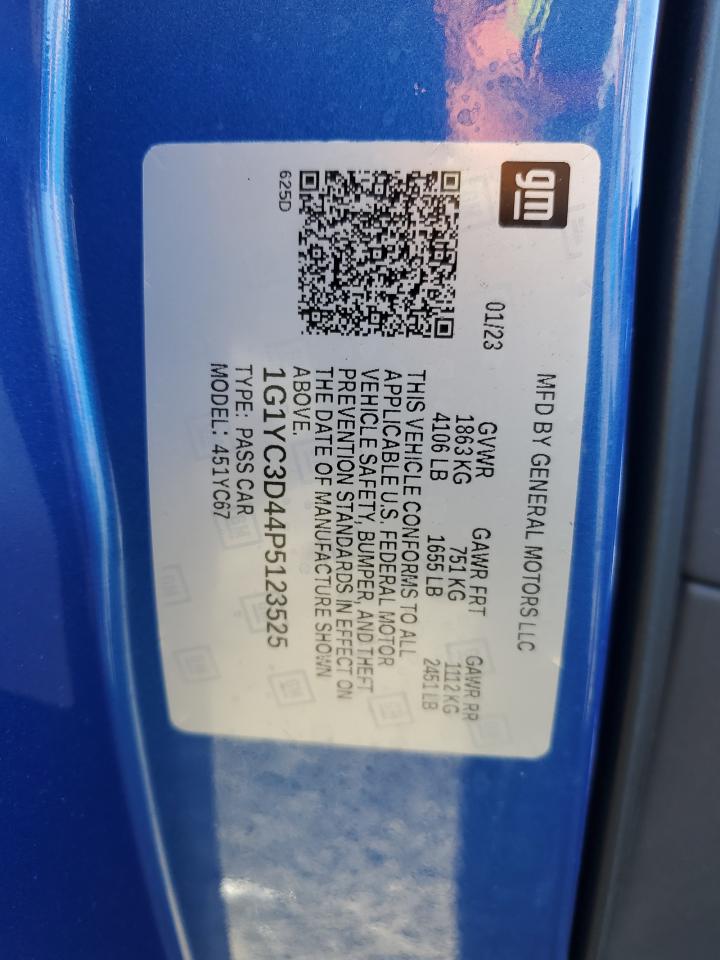 gm
MFD BY GENERAL MOTORS LLC
01/23
GVWR GAWR FRT GAWR RR
1863 KG 751 KG 1112 KG
4106 LB 1655 LB 2451 LB
THIS VEHICLE CONFORMS TO ALL
APPLICABLE U.S. FEDERAL MOTOR
VEHICLE SAFETY, BUMPER, AND THEFT
PREVENTION STANDARDS IN EFFECT ON
THE DATE OF MANUFACTURE SHOWN
ABOVE.
1G1YC3D44P5123525
TYPE: PASS CAR
MODEL: 451YC67
625D